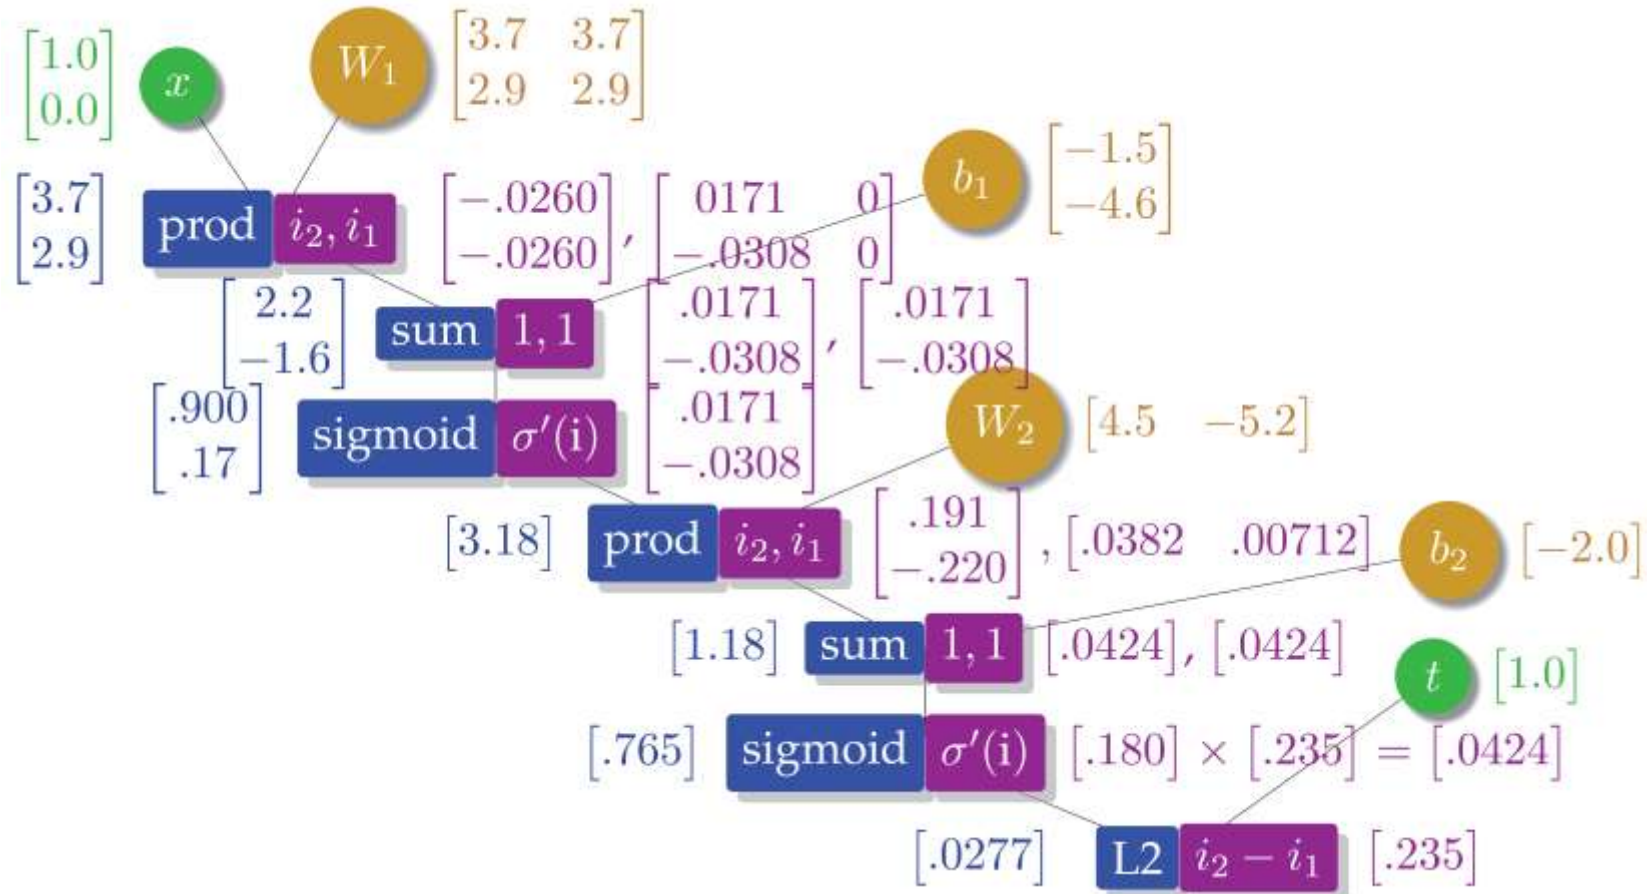 [1.0 0.0] x W₁ [3.7 3.7 2.9 2.9]
[3.7 2.9] prod i₂, i₁ [−.0260 −.0260], [0171 0 −.0308 0] b₁ [−1.5 −4.6]
[2.2 −1.6] sum 1, 1 [.0171 −.0308], [.0171 −.0308]
[.900 .17] sigmoid σ′(i) [.0171 −.0308] W₂ [4.5 −5.2]
[3.18] prod i₂, i₁ [.191 −.220], [.0382 .00712] b₂ [−2.0]
[1.18] sum 1, 1 [.0424], [.0424] t [1.0]
[.765] sigmoid σ′(i) [.180] × [.235] = [.0424]
[.0277] L2 i₂ − i₁ [.235]